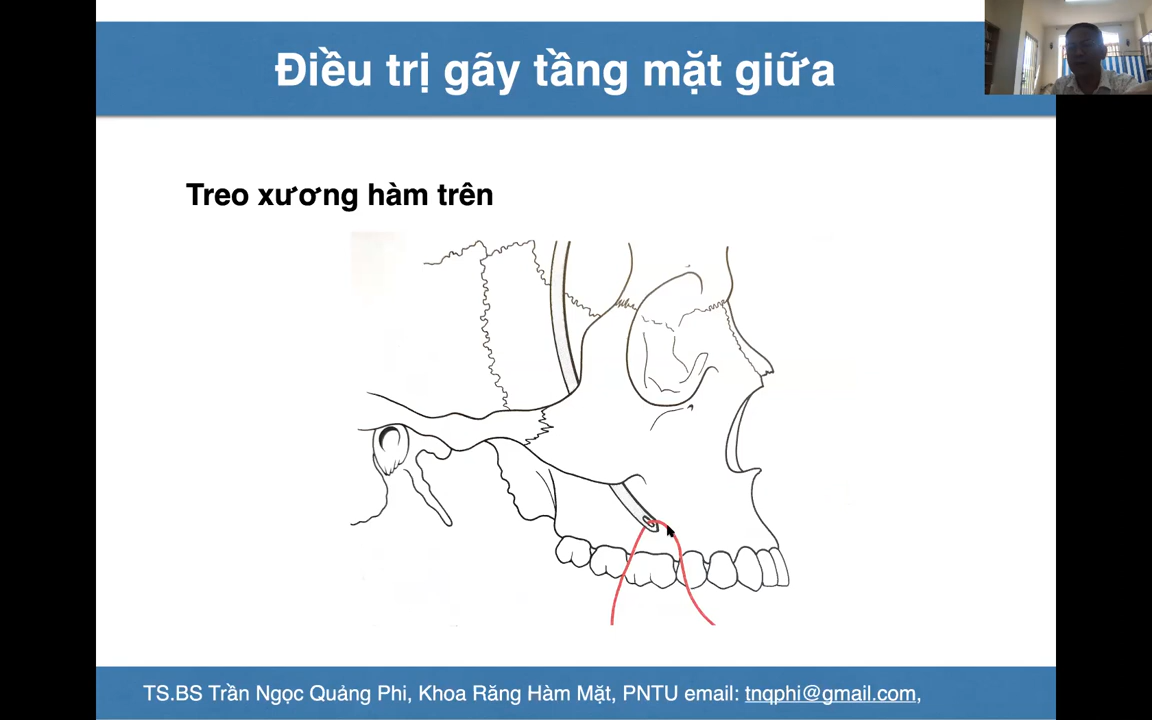 Điều trị gãy tầng mặt giữa
Treo xương hàm trên
TS.BS Trần Ngọc Quảng Phi, Khoa Răng Hàm Mặt, PNTU email: tnqphi@gmail.com,